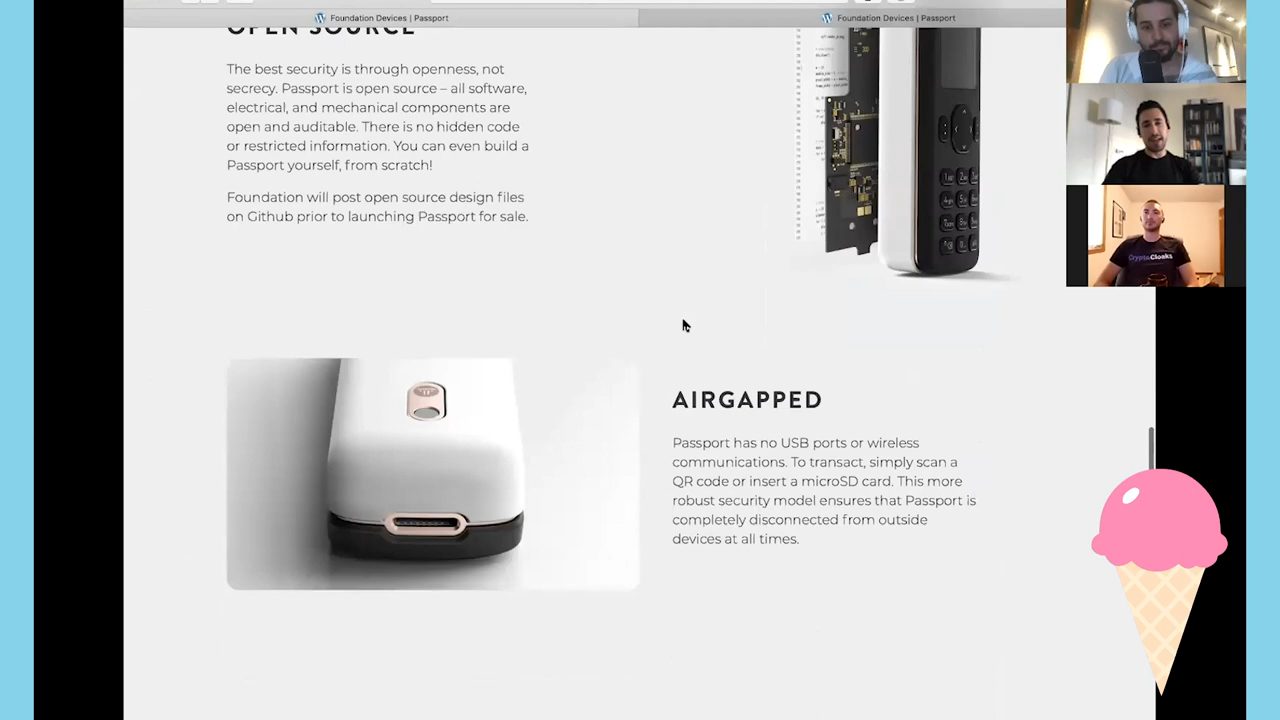 Foundation Devices | Passport
Foundation Devices | Passport
OPEN SOURCE
The best security is through openness, not
secrecy. Passport is open source – all software,
electrical, and mechanical components are
open and auditable. There is no hidden code
or restricted information. You can even build a
Passport yourself, from scratch!
Foundation will post open source design files
on Github prior to launching Passport for sale.
AIRGAPPED
Passport has no USB ports or wireless
communications. To transact, simply scan a
QR code or insert a microSD card. This more
robust security model ensures that Passport is
completely disconnected from outside
devices at all times.
CryptoCloaks